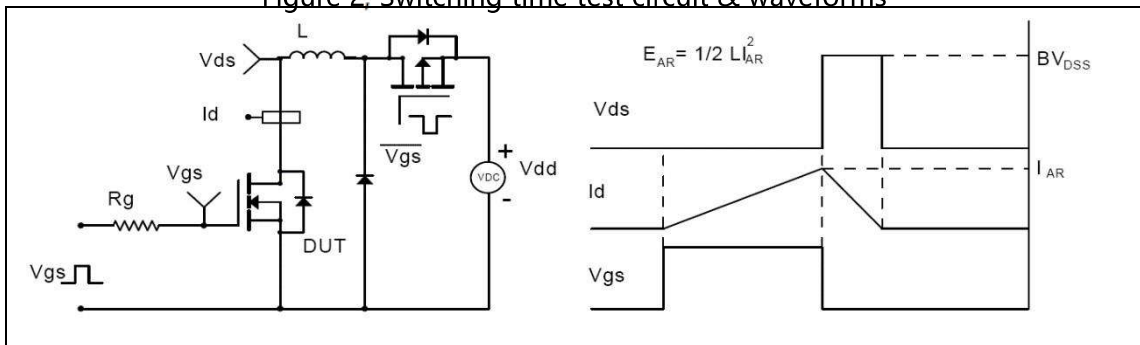 Figure 2, Switching time test circuit & waveforms
L
Vds
Id
Vgs
Rg
DUT
Vgs
Vgs
+
VDC
Vdd
-
E_AR = 1/2 LI²_AR
BV_DSS
Vds
I_AR
Id
Vgs